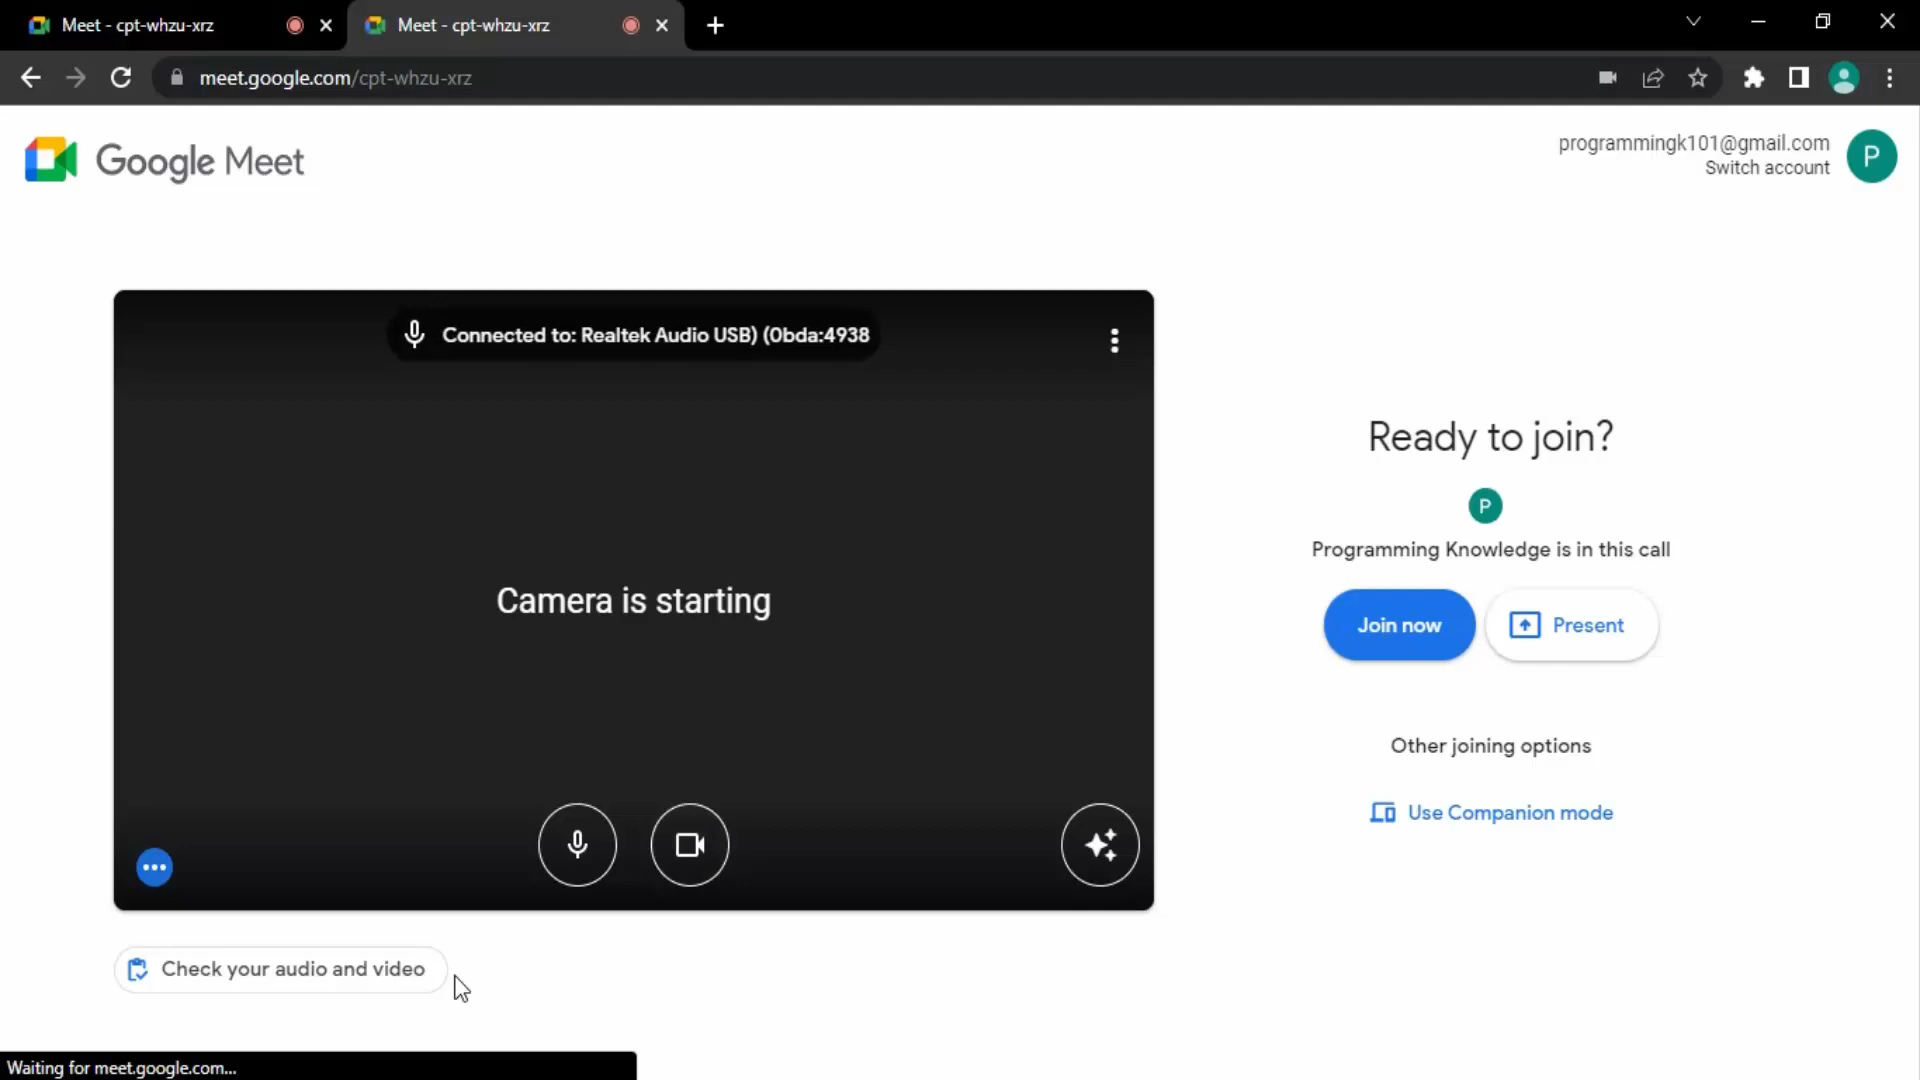 Meet - cpt-whzu-xrz
Meet - cpt-whzu-xrz
meet.google.com/cpt-whzu-xrz
Google Meet
programmingk101@gmail.com
Switch account
P
Connected to: Realtek Audio USB) (0bda:4938
Camera is starting
Ready to join?
P
Programming Knowledge is in this call
Join now
Present
Other joining options
Use Companion mode
Check your audio and video
Waiting for meet.google.com...